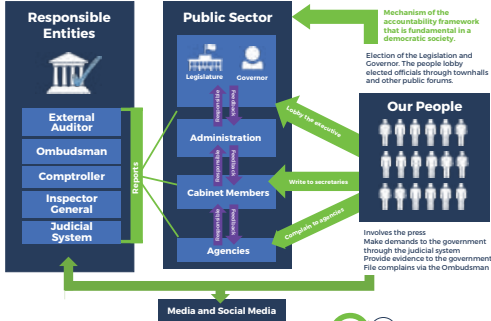 Responsible
Entities
External
Auditor
Ombudsman
Comptroller
Inspector
General
Judicial
System
Reports
Public Sector
Legislature
Governor
Feedback
Administration
Feedback
Cabinet Members
Feedback
Agencies
Lobby the executive
Write to secretaries
Complain to agencies
Mechanism of the
accountability framework
that is fundamental in a
democratic society.
Election of the Legislation and
Governor. The people lobby
elected officials through townhalls
and other public forums.
Our People
Involves the press
Make demands to the government
through the judicial system
Provide evidence to the government
File complains via the Ombudsman
Media and Social Media